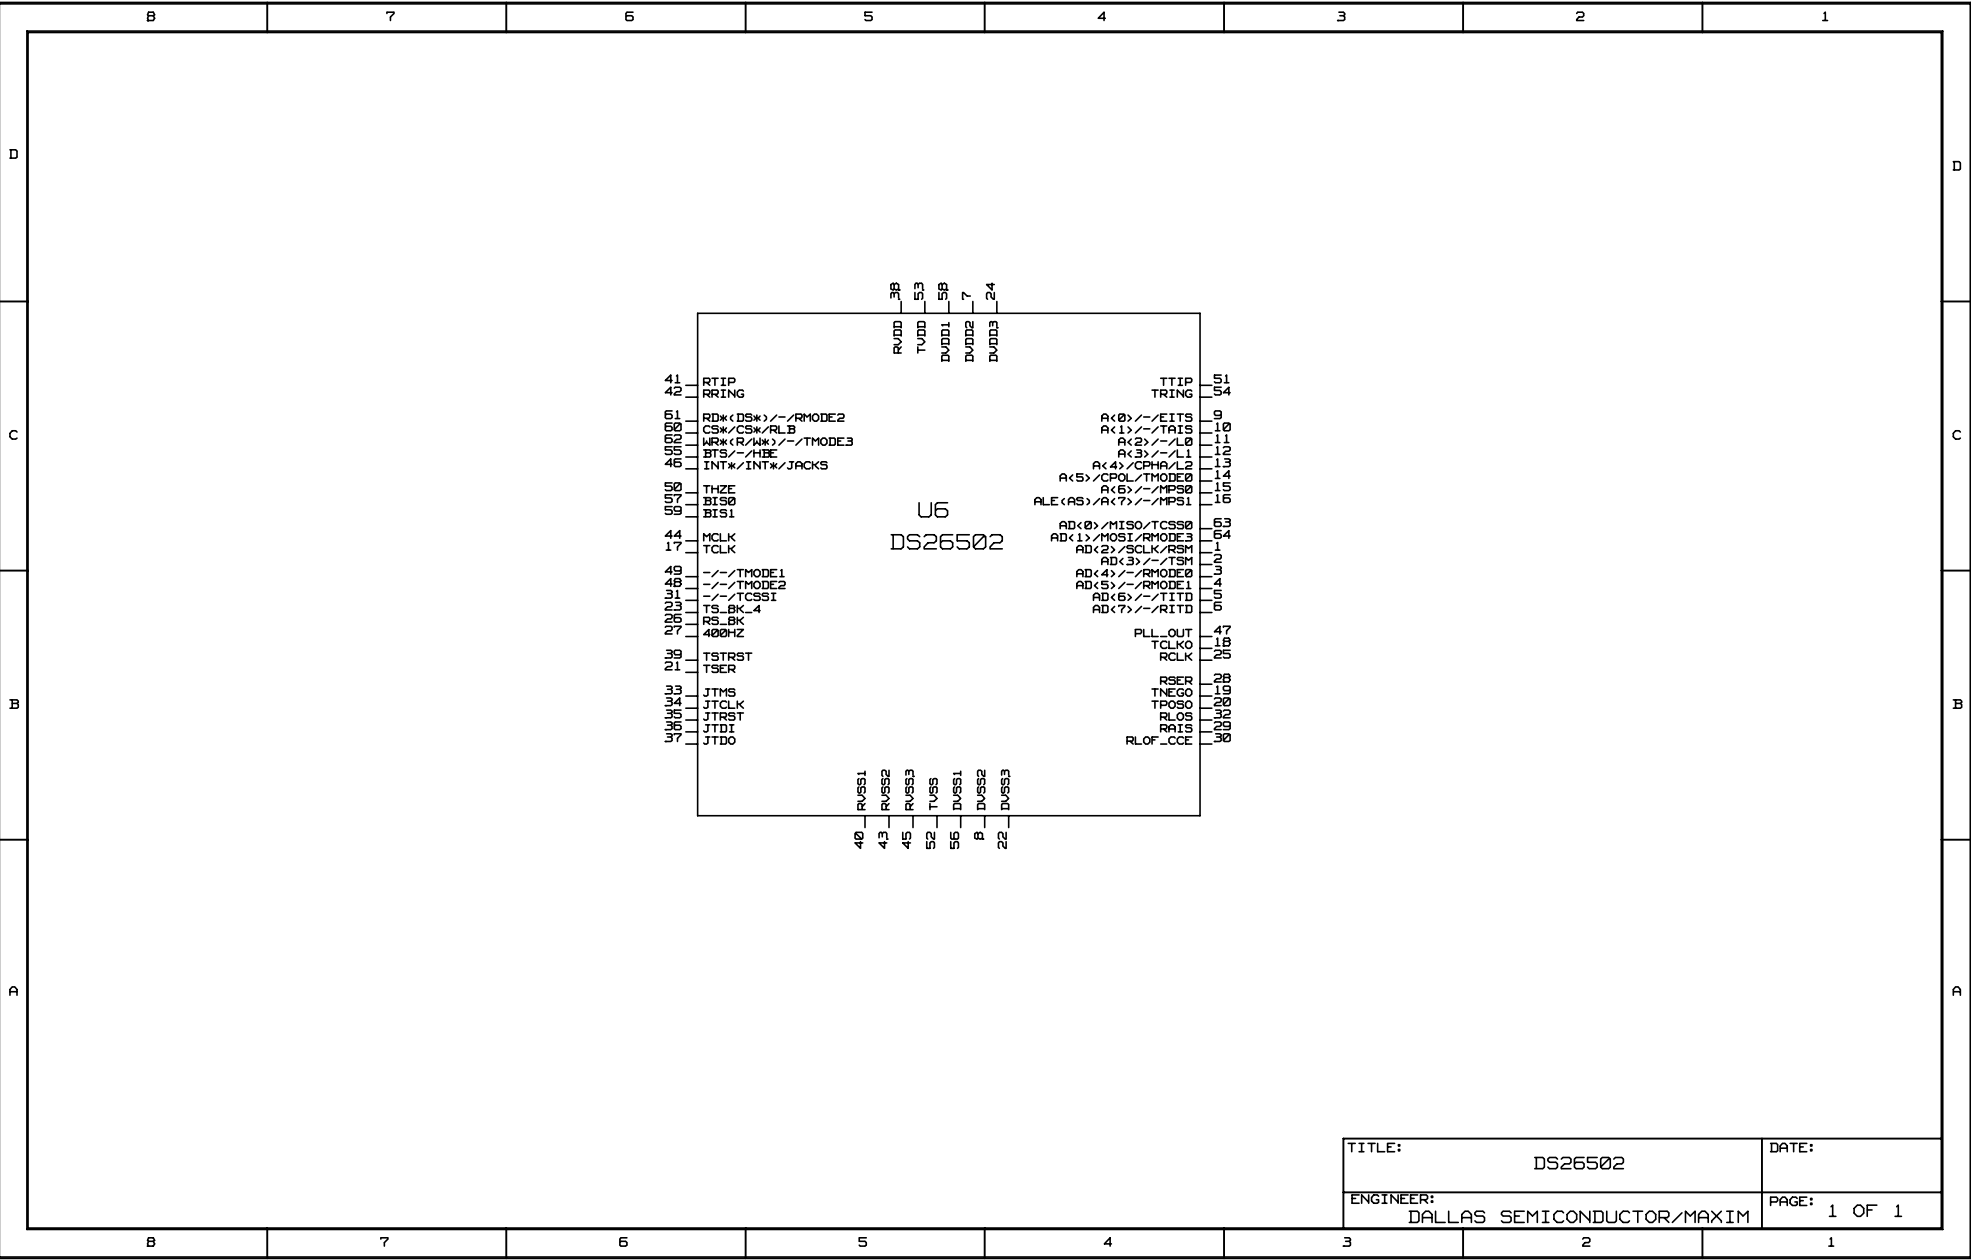 8 7 6 5 4 3 2 1
D D
38 53 58 7 24
RVDD TVDD DVDD1 DVDD2 DVDD3
41 RTIP TTIP 51
42 RRING TRING 54
61 RD*(DS*)/-/RMODE2 A<0>/-/EITS 9
60 CS*/CS*/RLB A<1>/-/TAIS 10
62 WR*(R/W*)/-/TMODE3 A<2>/-/L0 11
55 BTS/-/HBE A<3>/-/L1 12
46 INT*/INT*/JACKS A<4>/CPHA/L2 13
A<5>/CPOL/TMODE0 14
50 THZE A<6>/-/MPS0 15
57 BIS0 ALE(AS)/A<7>/-/MPS1 16
59 BIS1
C C
U6
DS26502
AD<0>/MISO/TCSS0 63
44 MCLK AD<1>/MOSI/RMODE3 64
17 TCLK AD<2>/SCLK/RSM 1
AD<3>/-/TSM 2
49 -/-/TMODE1 AD<4>/-/RMODE0 3
48 -/-/TMODE2 AD<5>/-/RMODE1 4
31 -/-/TCSSI AD<6>/-/TITD 5
23 TS_8K_4 AD<7>/-/RITD 6
26 RS_8K
27 400HZ PLL_OUT 47
TCLKO 18
39 TSTRST RCLK 25
21 TSER
RSER 28
33 JTMS TNEGO 19
34 JTCLK TPOSO 20
35 JTRST RLOS 32
36 JTDI RAIS 29
37 JTDO RLOF_CCE 30
B B
RVSS1 RVSS2 RVSS3 TVSS DVSS1 DVSS2 DVSS3
40 43 45 52 56 8 22
A A
TITLE: DATE:
DS26502
ENGINEER: PAGE: 1 OF 1
DALLAS SEMICONDUCTOR/MAXIM
8 7 6 5 4 3 2 1